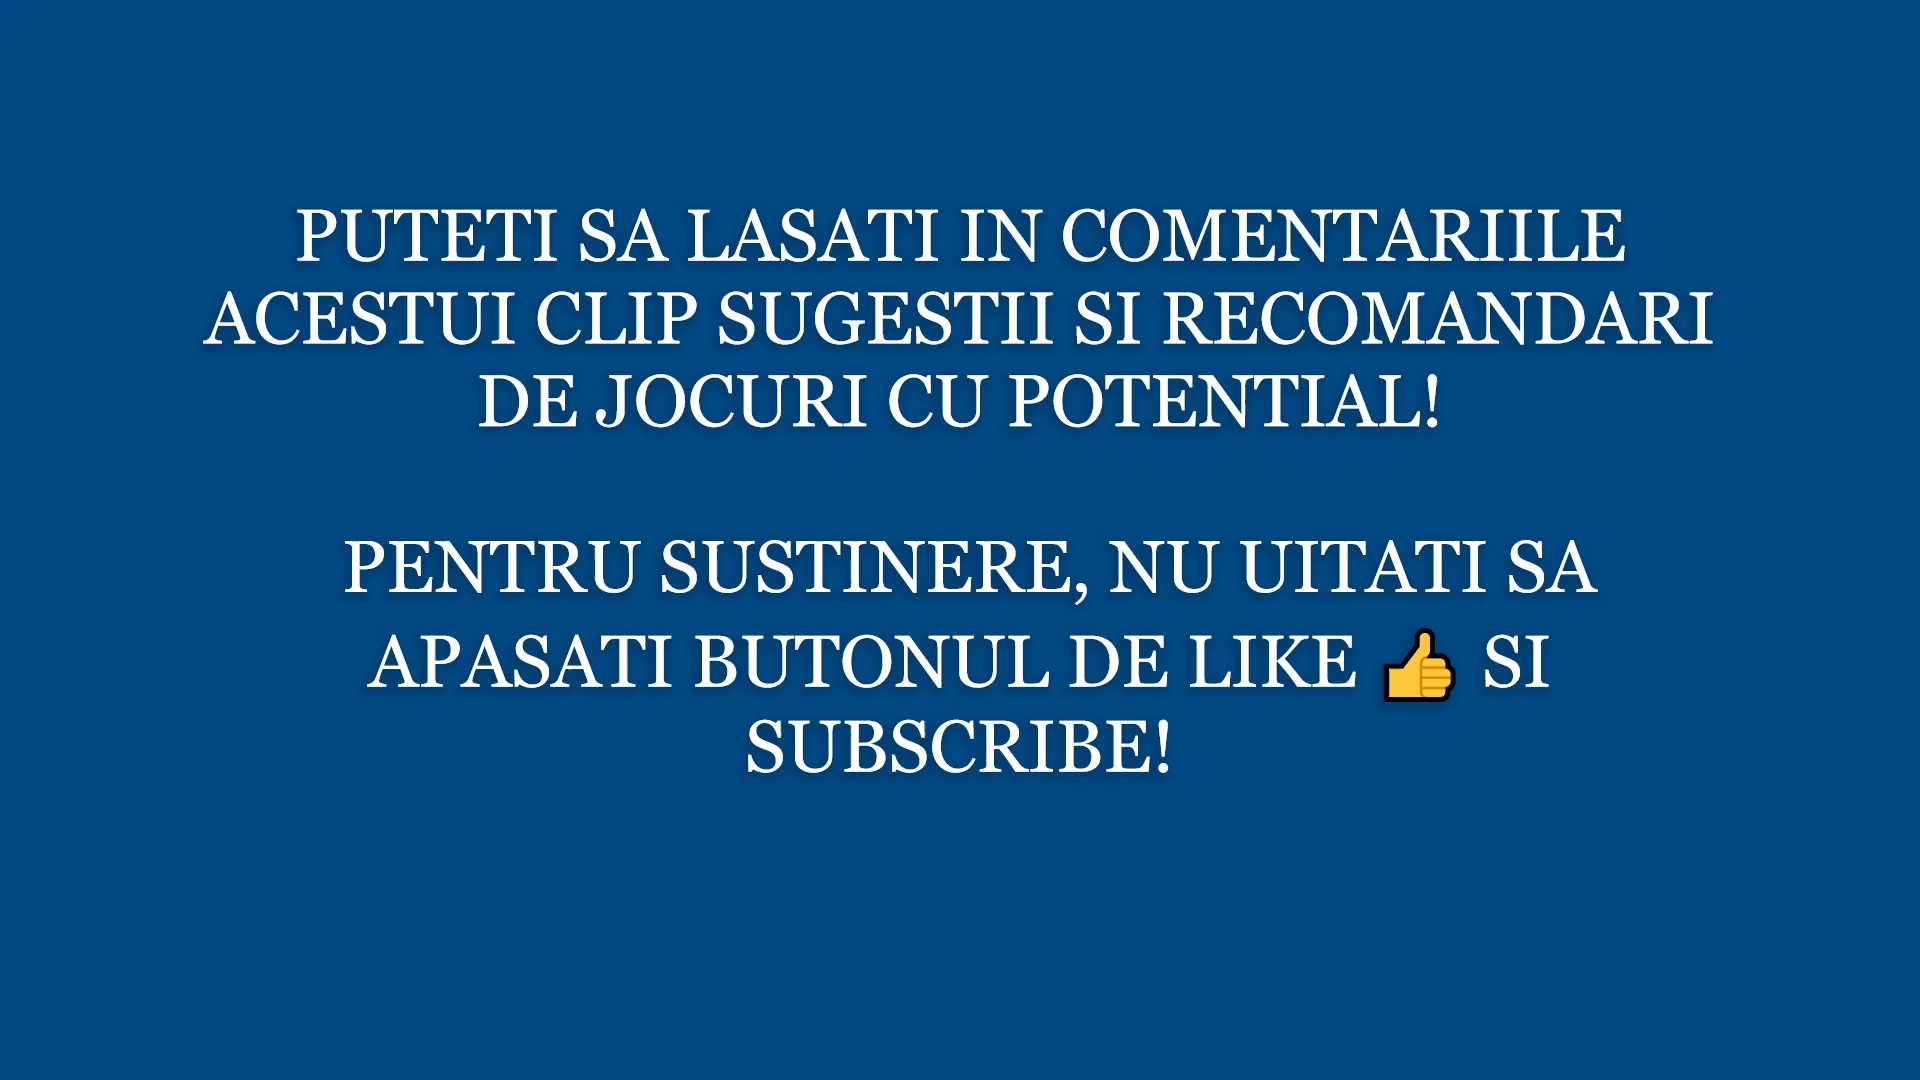 PUTETI SA LASATI IN COMENTARIILE
ACESTUI CLIP SUGESTII SI RECOMANDARI
DE JOCURI CU POTENTIAL!
PENTRU SUSTINERE, NU UITATI SA
APASATI BUTONUL DE LIKE 👍 SI
SUBSCRIBE!